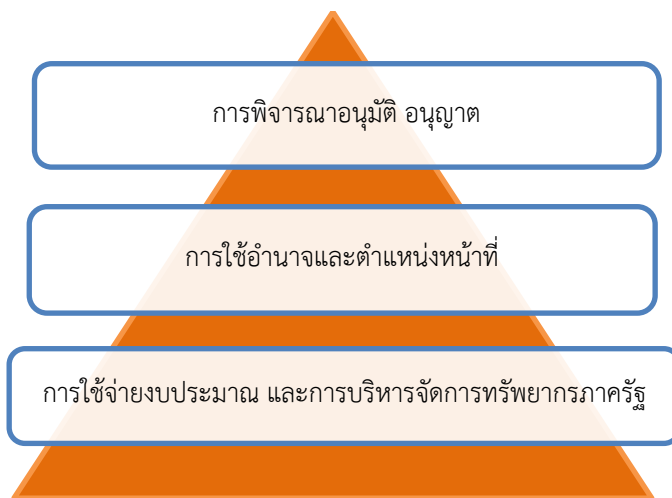 การพิจารณาอนุมัติ อนุญาต
การใช้อำนาจและตำแหน่งหน้าที่
การใช้จ่ายงบประมาณ และการบริหารจัดการทรัพยากรภาครัฐ